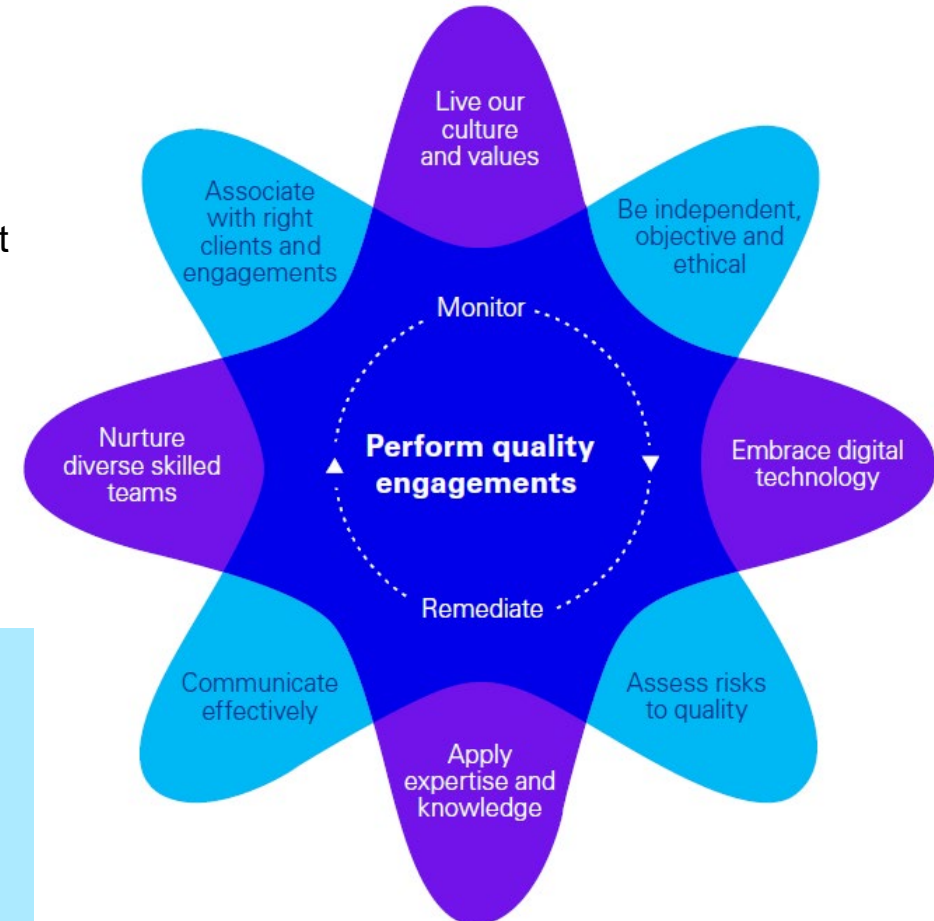 Live our
culture
and values
Associate
with right
clients and
engagements
Be independent,
objective and
ethical
t
Monitor
Nurture
diverse skilled
teams
Perform quality
engagements
Embrace digital
technology
Remediate
Communicate
effectively
Assess risks
to quality
Apply
expertise and
knowledge